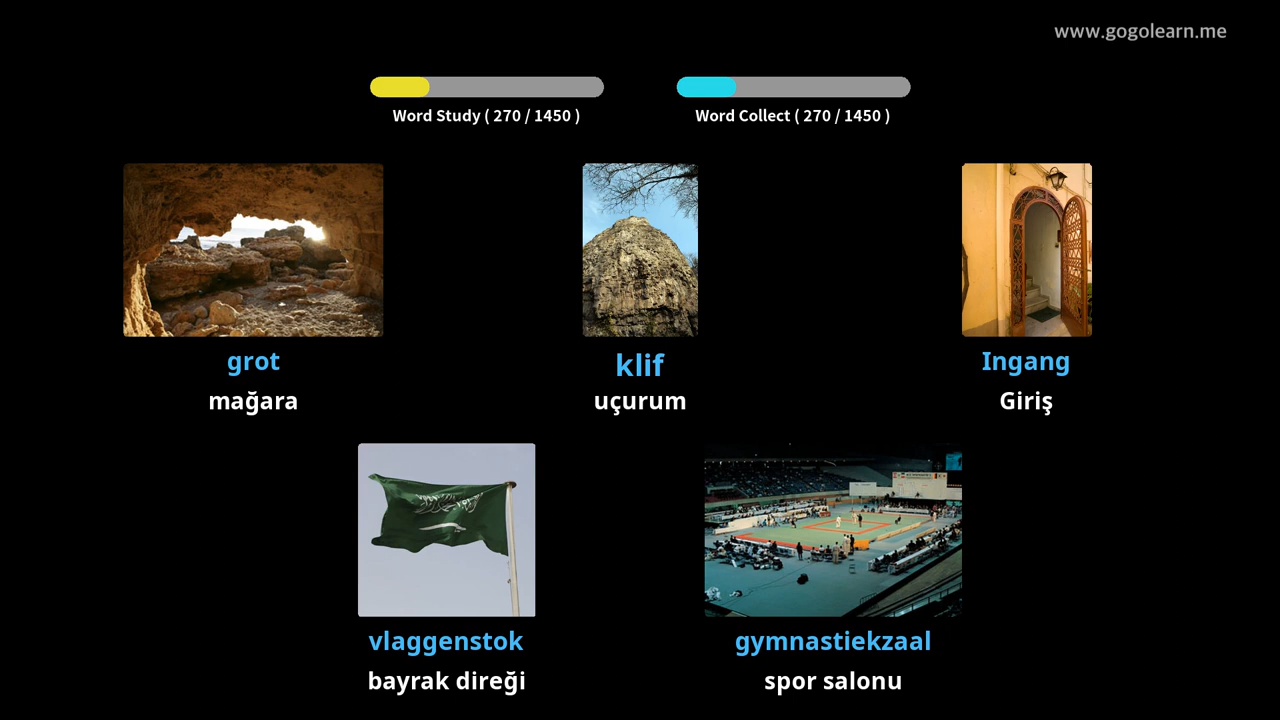 www.gogolearn.me
Word Study ( 270 / 1450 )
Word Collect ( 270 / 1450 )
grot
mağara
klif
uçurum
Ingang
Giriş
vlaggenstok
bayrak direği
gymnastiekzaal
spor salonu